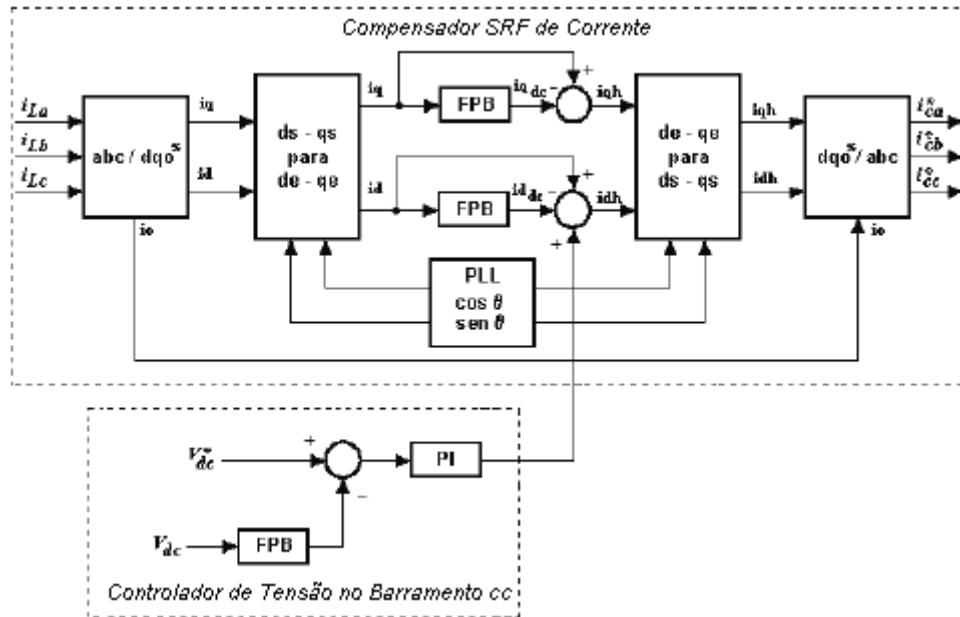 Compensador SRF de Corrente
iLa
iLb
iLc
abc / dqo^s
iq
id
io
ds - qs
para
de - qe
iq
id
FPB
iq dc
-
+
iqh
FPB
id dc
-
+
+
idh
de - qe
para
ds - qs
iqh
idh
dqo^s / abc
io
i*ca
i*cb
i*cc
PLL
cos θ
sen θ
V*dc
+
-
PI
Vdc
FPB
Controlador de Tensão no Barramento cc